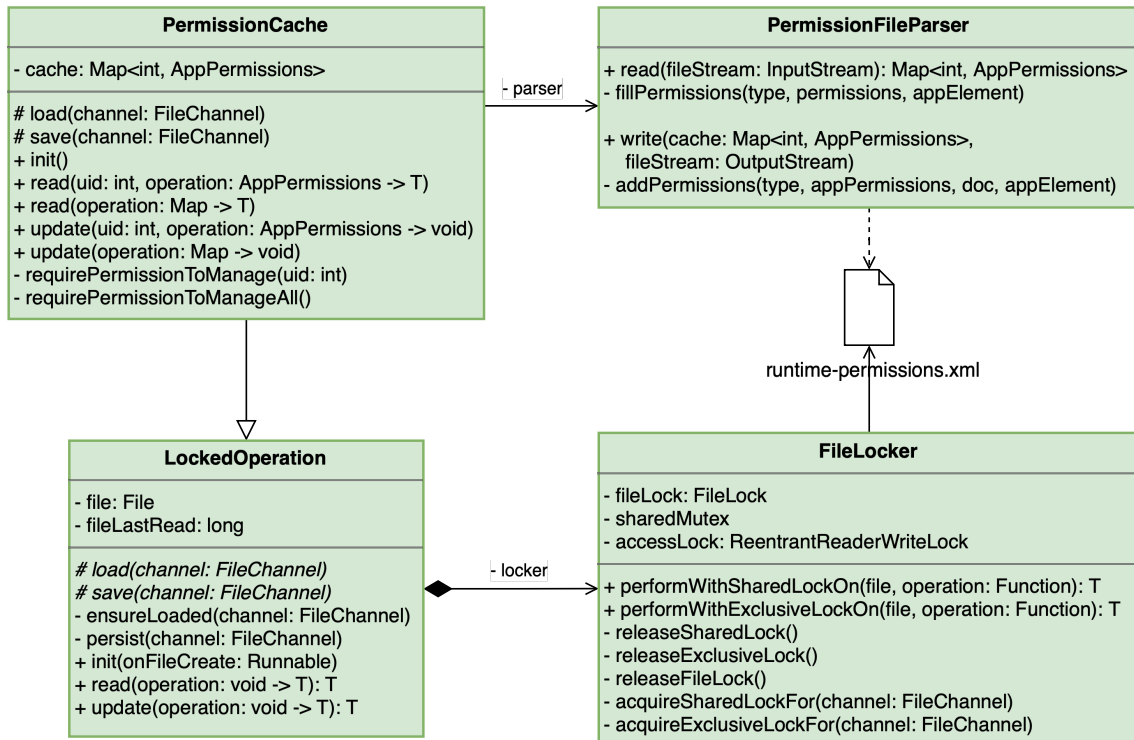 PermissionCache
- cache: Map<int, AppPermissions>
# load(channel: FileChannel)
# save(channel: FileChannel)
+ init()
+ read(uid: int, operation: AppPermissions -> T)
+ read(operation: Map -> T)
+ update(uid: int, operation: AppPermissions -> void)
+ update(operation: Map -> void)
- requirePermissionToManage(uid: int)
- requirePermissionToManageAll()
- parser
PermissionFileParser
+ read(fileStream: InputStream): Map<int, AppPermissions>
- fillPermissions(type, permissions, appElement)
+ write(cache: Map<int, AppPermissions>,
fileStream: OutputStream)
- addPermissions(type, appPermissions, doc, appElement)
runtime-permissions.xml
LockedOperation
- file: File
- fileLastRead: long
# load(channel: FileChannel)
# save(channel: FileChannel)
- ensureLoaded(channel: FileChannel)
- persist(channel: FileChannel)
+ init(onFileCreate: Runnable)
+ read(operation: void -> T): T
+ update(operation: void -> T): T
- locker
FileLocker
- fileLock: FileLock
- sharedMutex
- accessLock: ReentrantReaderWriteLock
+ performWithSharedLockOn(file, operation: Function): T
+ performWithExclusiveLockOn(file, operation: Function): T
- releaseSharedLock()
- releaseExclusiveLock()
- releaseFileLock()
- acquireSharedLockFor(channel: FileChannel)
- acquireExclusiveLockFor(channel: FileChannel)